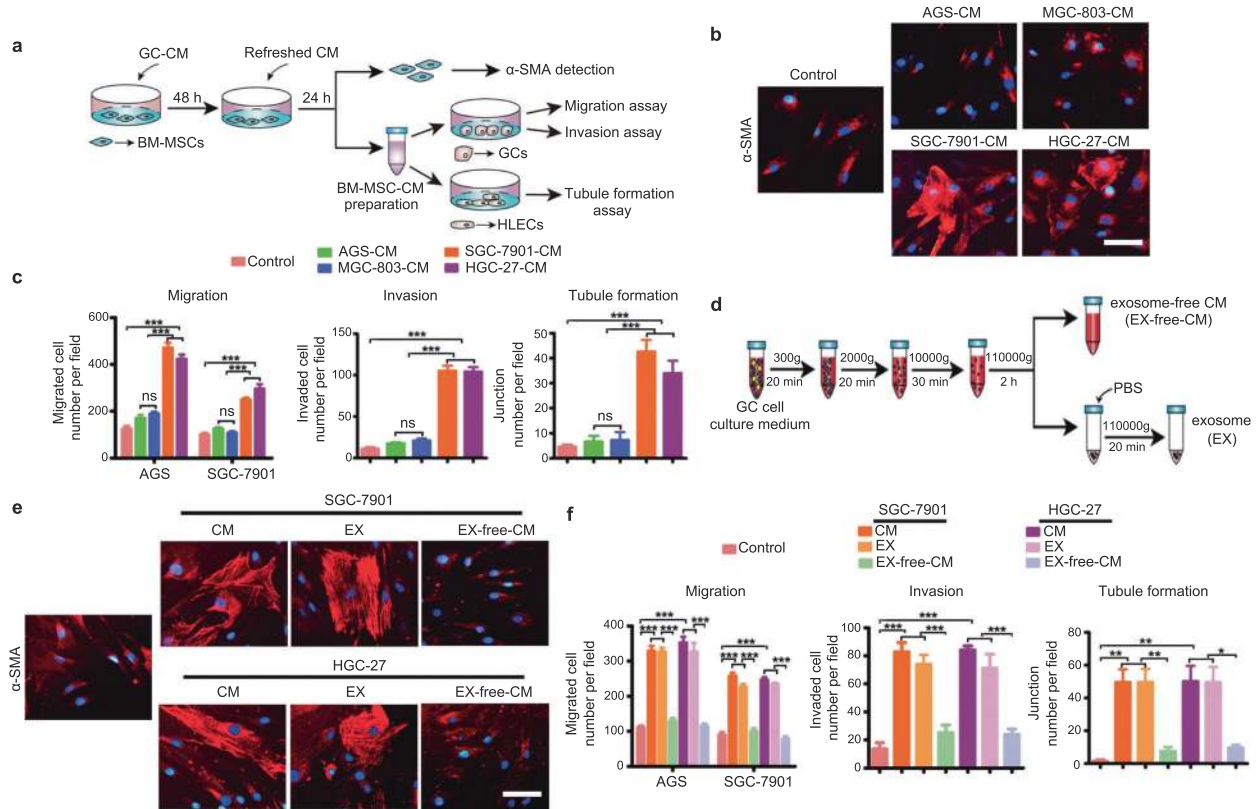 a
GC-CM
Refreshed CM
48 h
24 h
BM-MSCs
α-SMA detection
Migration assay
Invasion assay
GCs
BM-MSC-CM
preparation
Tubule formation
assay
HLECs
b
AGS-CM
MGC-803-CM
Control
α-SMA
SGC-7901-CM
HGC-27-CM
Control
AGS-CM
MGC-803-CM
SGC-7901-CM
HGC-27-CM
c
Migration
Migrated cell
number per field
600
400
200
0
***
***
ns
***
***
ns
AGS
SGC-7901
Invasion
Invaded cell
number per field
150
100
50
0
***
***
ns
Tubule formation
Junction
number per field
50
40
30
20
10
0
***
***
ns
d
GC cell
culture medium
300g
20 min
2000g
20 min
10000g
30 min
110000g
2 h
exosome-free CM
(EX-free-CM)
PBS
110000g
20 min
exosome
(EX)
e
SGC-7901
CM
EX
EX-free-CM
α-SMA
HGC-27
CM
EX
EX-free-CM
f
Control
SGC-7901
CM
EX
EX-free-CM
HGC-27
CM
EX
EX-free-CM
Migration
Migrated cell
number per field
400
300
200
100
0
***
*** *** ***
***
*** *** ***
AGS
SGC-7901
Invasion
Invaded cell
number per field
100
80
60
40
20
0
***
*** *** ***
Tubule formation
Junction
number per field
80
60
40
20
0
**
** ** *